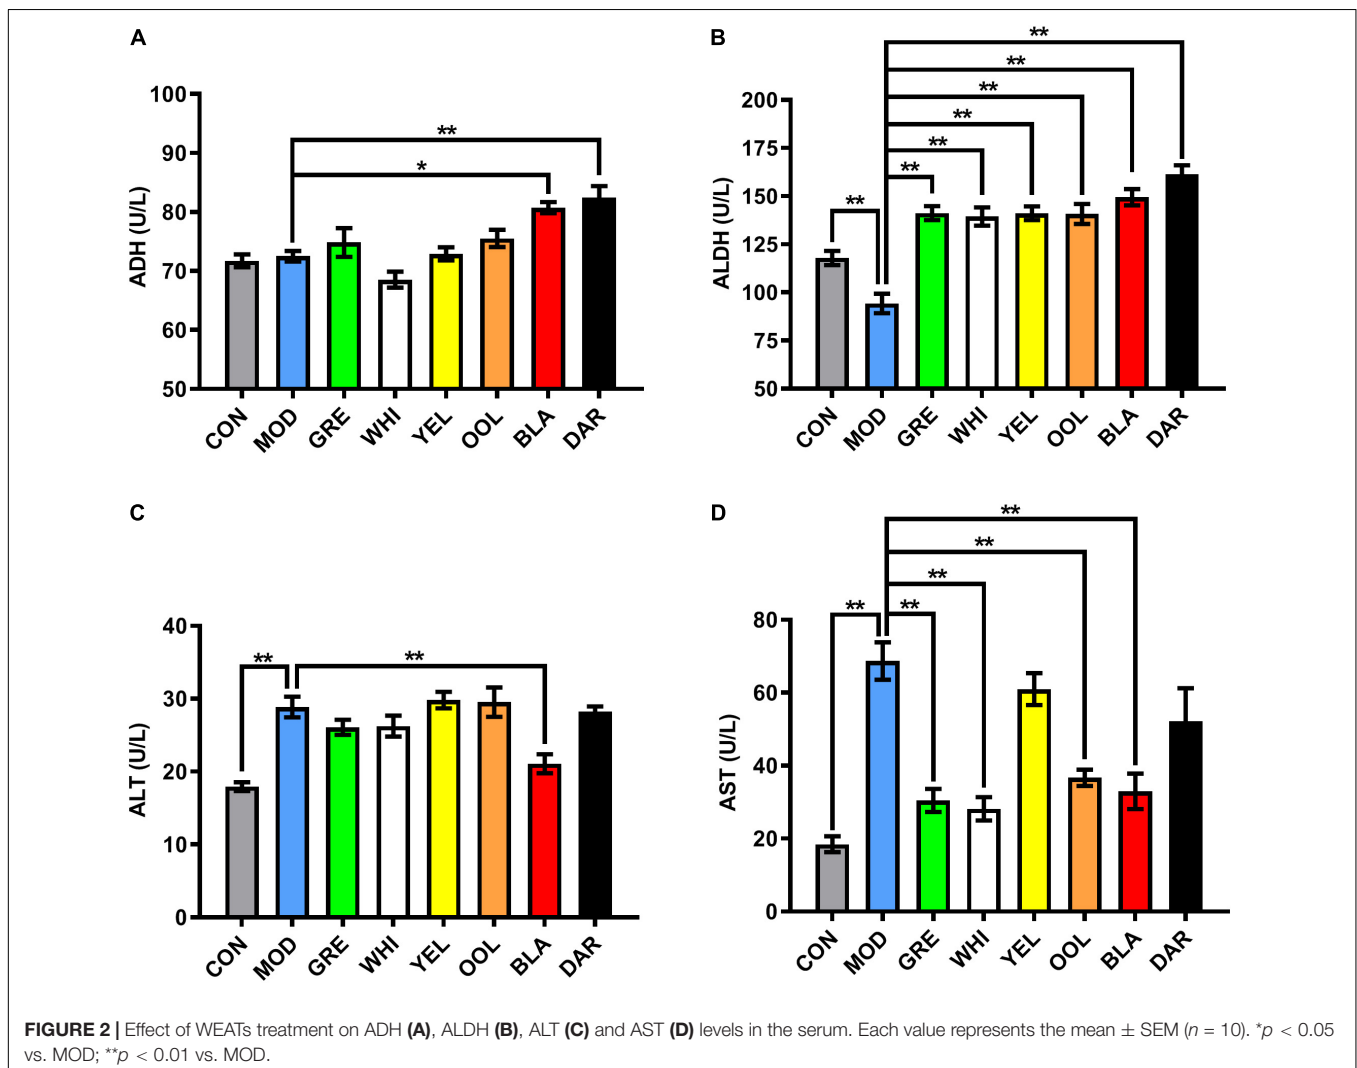 A
ADH (U/L)
100
90
80
70
60
50
**
*
CON MOD GRE WHI YEL OOL BLA DAR
B
ALDH (U/L)
200
175
150
125
100
75
50
**
**
**
**
**
**
**
CON MOD GRE WHI YEL OOL BLA DAR
C
ALT (U/L)
40
30
20
10
0
**
**
CON MOD GRE WHI YEL OOL BLA DAR
D
AST (U/L)
80
60
40
20
0
**
**
**
**
**
CON MOD GRE WHI YEL OOL BLA DAR
FIGURE 2 | Effect of WEATs treatment on ADH (A), ALDH (B), ALT (C) and AST (D) levels in the serum. Each value represents the mean ± SEM (n = 10). *p < 0.05
vs. MOD; **p < 0.01 vs. MOD.